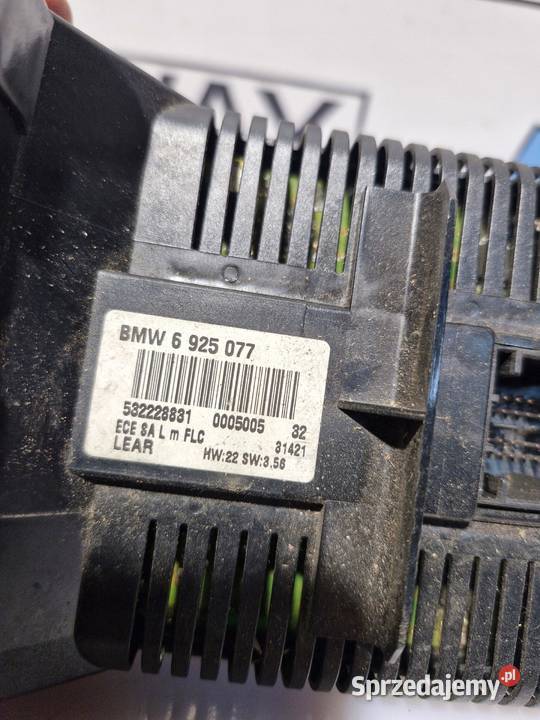 BMW 6 925 077
532228831 0005005 32
ECE SA L m FLC 31421
LEAR HW:22 SW:3.56
Sprzedajemy.pl